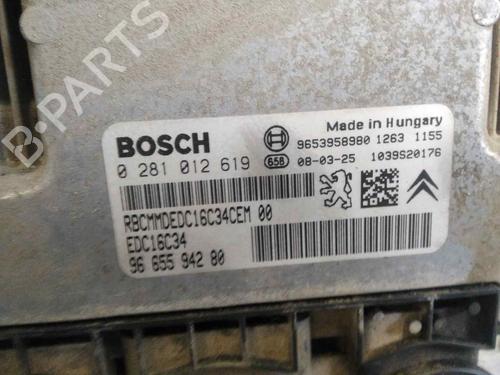 B-PARTS
BOSCH
Made in Hungary
9653958980 1263 1155
0 281 012 619 658 08-03-25 1039S20176
RBCMMDEDC16C34CEM 00
EDC16C34
96 655 942 80